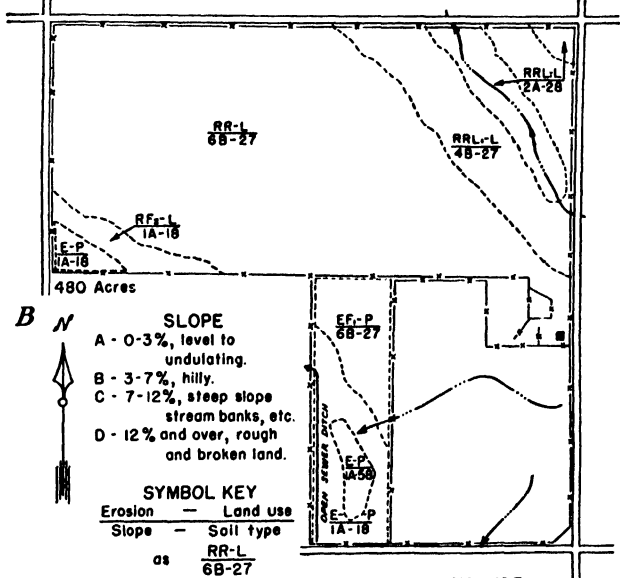 RRL₁-L
2A-28
RR-L
6B-27
RRL₁-L
4B-27
RF₂-L
1A-18
E-P
1A-18
480 Acres
EF₁-P
6B-27
B
N
SLOPE
A - 0-3%, level to
undulating.
B - 3-7%, hilly.
C - 7-12%, steep slope
stream banks, etc.
D - 12% and over, rough
and broken land.
OPEN SEWER DITCH
E-P
1A-58
E-P
1A-18
SYMBOL KEY
Erosion — Land use
Slope - Soil type
as RR-L
6B-27